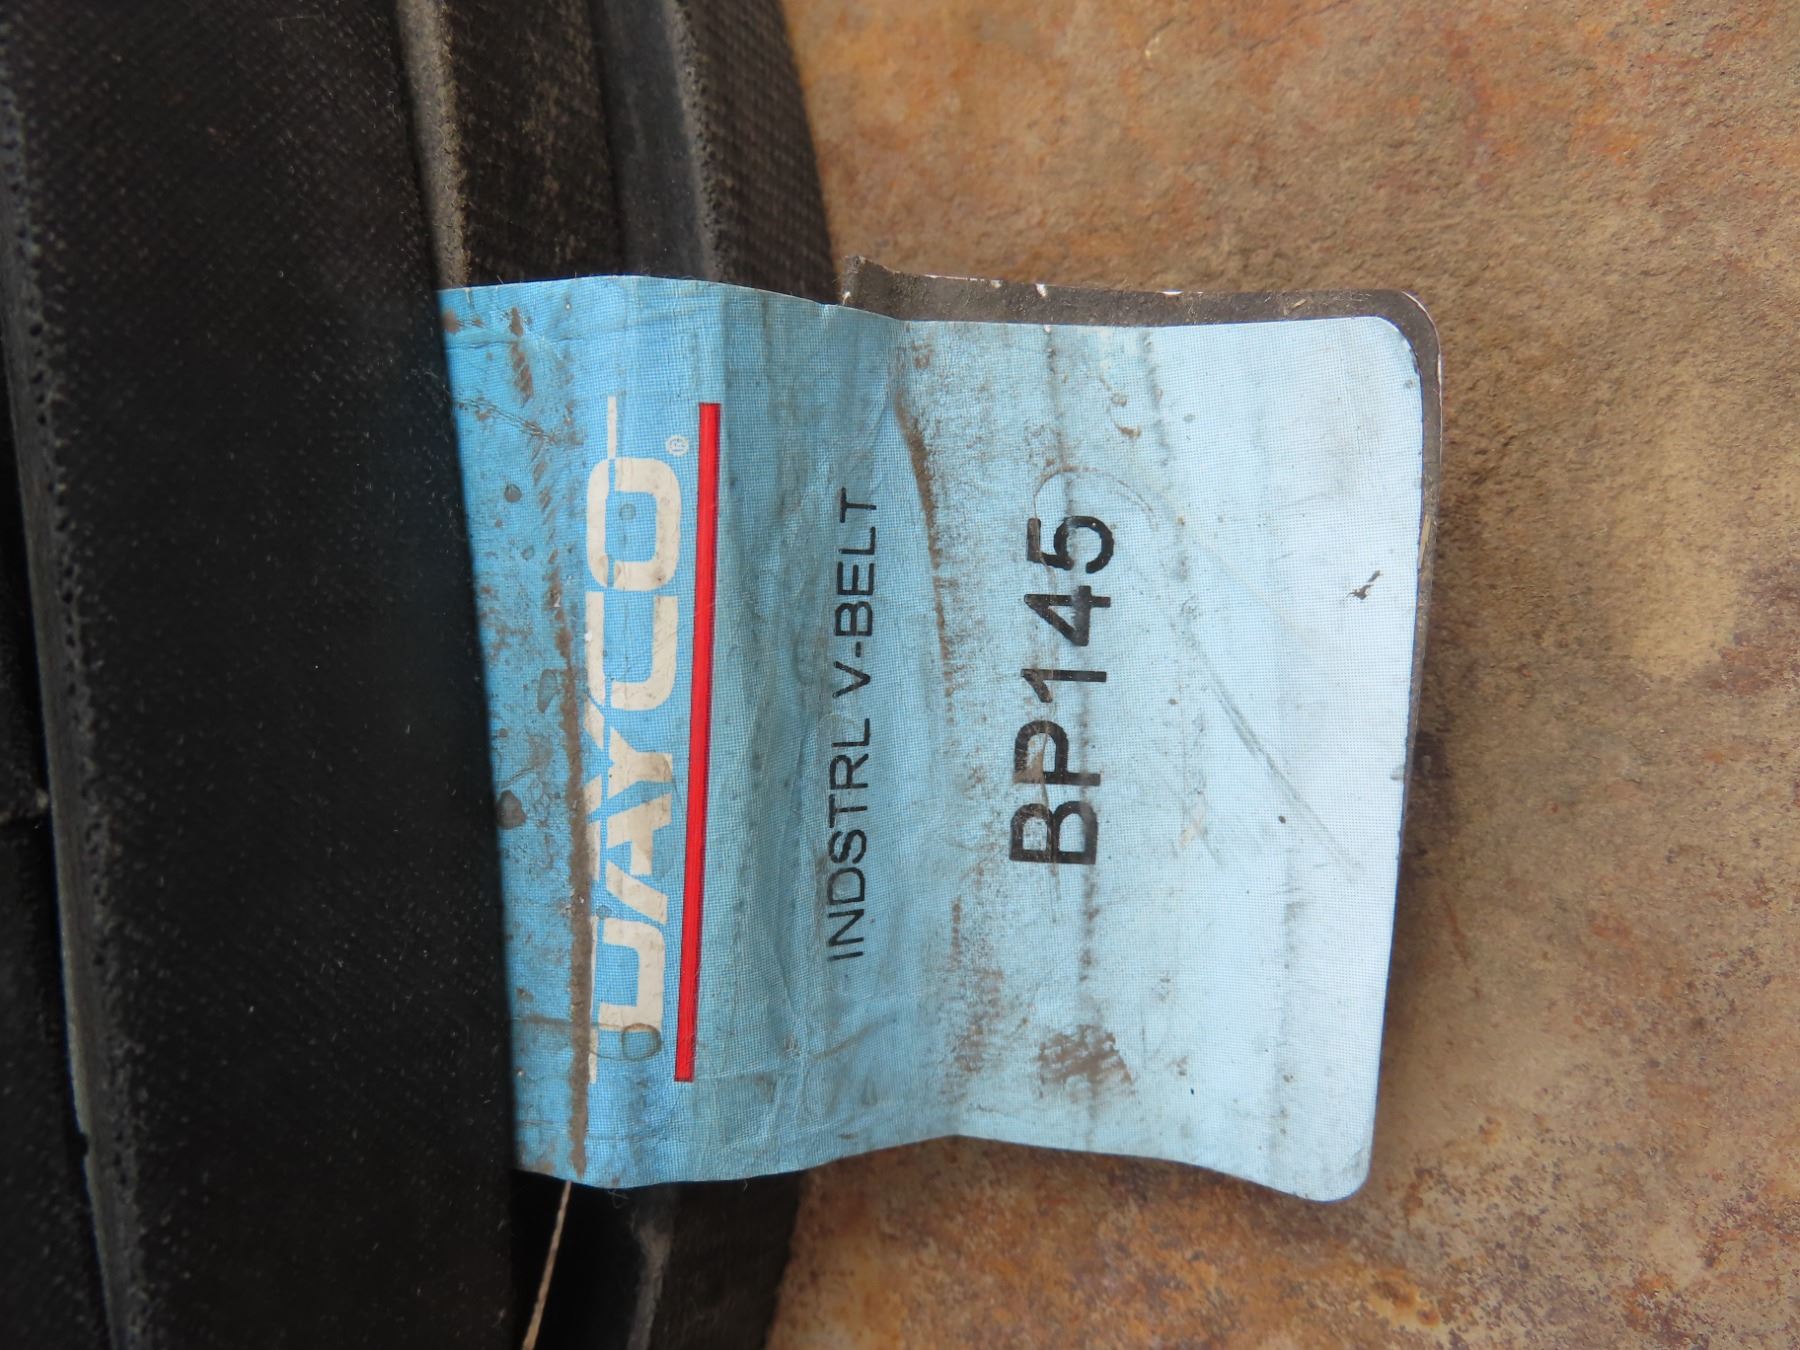 DAYCO®
INDSTRL V-BELT
BP145